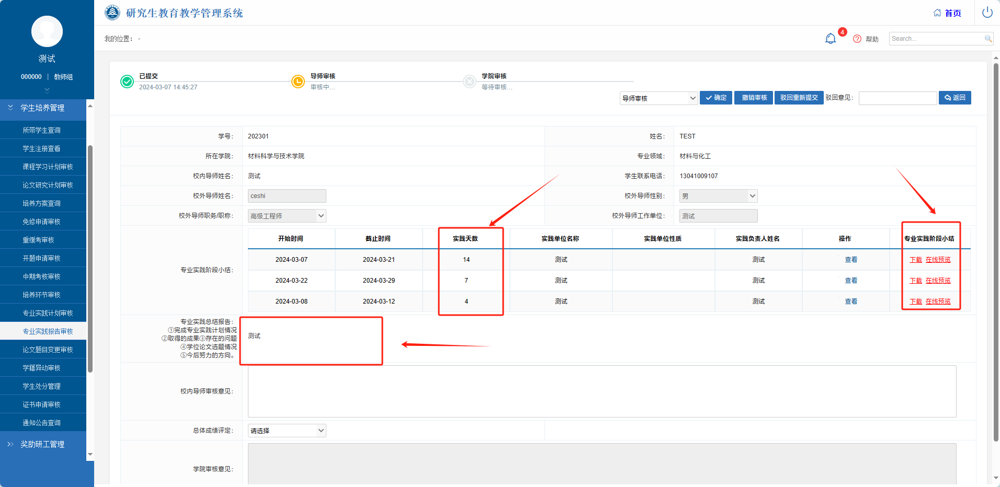 研究生教育教学管理系统
首页
测试
000000 | 教师组
我的位置： -
4
帮助
Search...
学生培养管理
所带学生查询
学生注册查看
课程学习计划审核
论文研究计划审核
培养方案查询
免修申请审核
重缓考审核
开题申请审核
中期考核审核
培养环节审核
专业实践计划审核
专业实践报告审核
论文题目变更审核
学籍异动审核
学生处分管理
证书申请审核
通知公告查询
奖助研工管理
已提交
2024-03-07 14:45:27
导师审核
审核中...
学院审核
等待审核...
导师审核 确定 撤销审核 驳回重新提交 驳回意见： 返回
学号： 202301 姓名： TEST
所在学院： 材料科学与技术学院 专业领域： 材料与化工
校内导师姓名： 测试 学生联系电话： 13041009107
校外导师姓名： ceshi 校外导师性别： 男
校外导师职务/职称： 高级工程师 校外导师工作单位： 测试
专业实践阶段小结：
开始时间 截止时间 实践天数 实践单位名称 实践单位性质 实践负责人姓名 操作 专业实践阶段小结
2024-03-07 2024-03-21 14 测试 测试 查看 下载 在线预览
2024-03-22 2024-03-29 7 测试 测试 查看 下载 在线预览
2024-03-08 2024-03-12 4 测试 测试 查看 下载 在线预览
专业实践总结报告：
①完成专业实践计划情况
②取得的成果③存在的问题
④学位论文选题情况
⑤今后努力的方向。
测试
校内导师审核意见：
总体成绩评定： 请选择
学院审核意见：